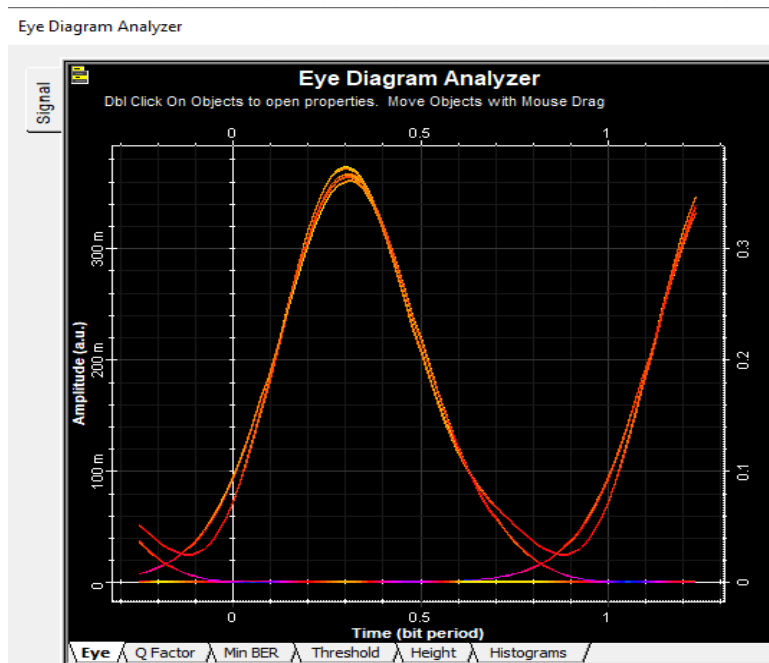 Eye Diagram Analyzer
Signal
Eye Diagram Analyzer
Dbl Click On Objects to open properties. Move Objects with Mouse Drag
0 0.5 1
Amplitude (a.u.)
300 m
200 m
100 m
0
0.3
0.2
0.1
0
0 0.5 1
Time (bit period)
Eye Q Factor Min BER Threshold Height Histograms